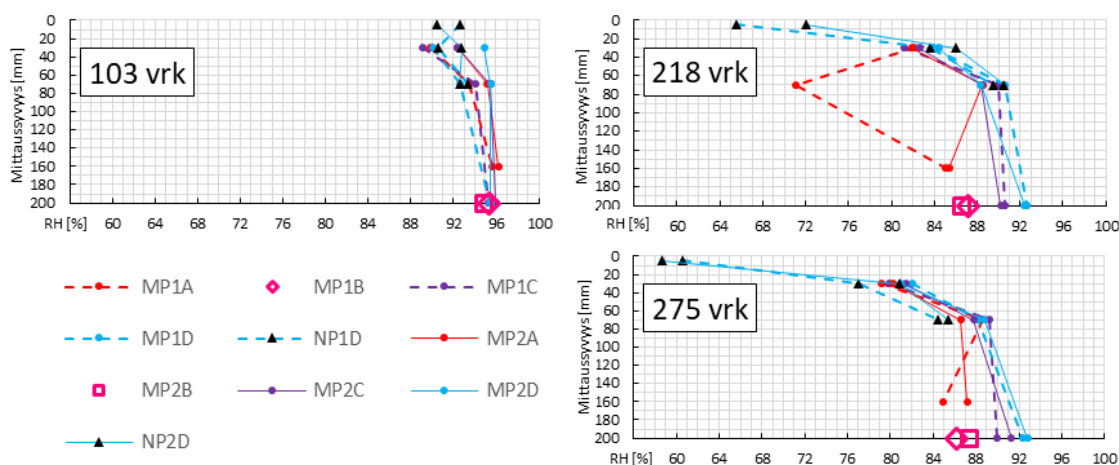 Mittaussyvyys [mm]
0
20
40
60
80
100
120
140
160
180
200
103 vrk
RH [%] 60 64 68 72 76 80 84 88 92 96 100
Mittaussyvyys [mm]
0
20
40
60
80
100
120
140
160
180
200
218 vrk
RH [%] 60 64 68 72 76 80 84 88 92 96 100
MP1A MP1B MP1C
MP1D NP1D MP2A
MP2B MP2C MP2D
NP2D
Mittaussyvyys [mm]
0
20
40
60
80
100
120
140
160
180
200
275 vrk
RH [%] 60 64 68 72 76 80 84 88 92 96 100